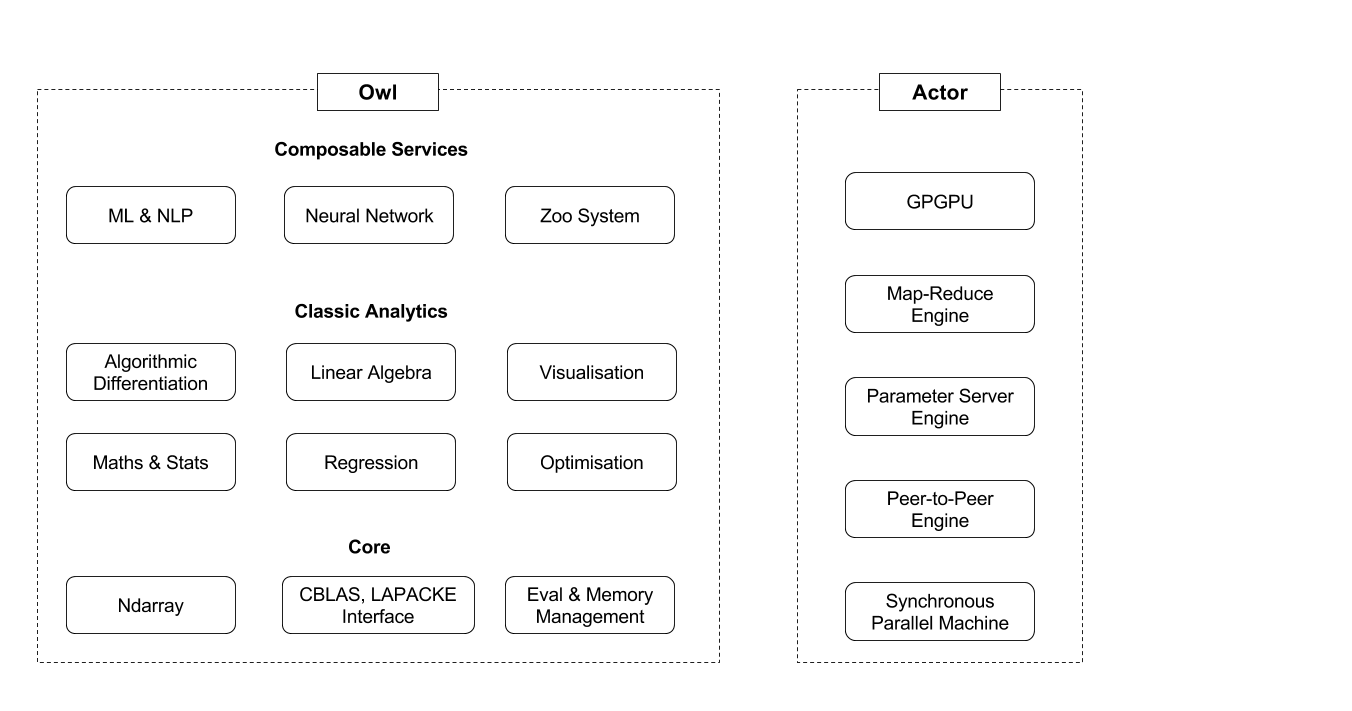 Owl
Composable Services
ML & NLP
Neural Network
Zoo System
Classic Analytics
Algorithmic
Differentiation
Linear Algebra
Visualisation
Maths & Stats
Regression
Optimisation
Core
Ndarray
CBLAS, LAPACKE
Interface
Eval & Memory
Management
Actor
GPGPU
Map-Reduce
Engine
Parameter Server
Engine
Peer-to-Peer
Engine
Synchronous
Parallel Machine